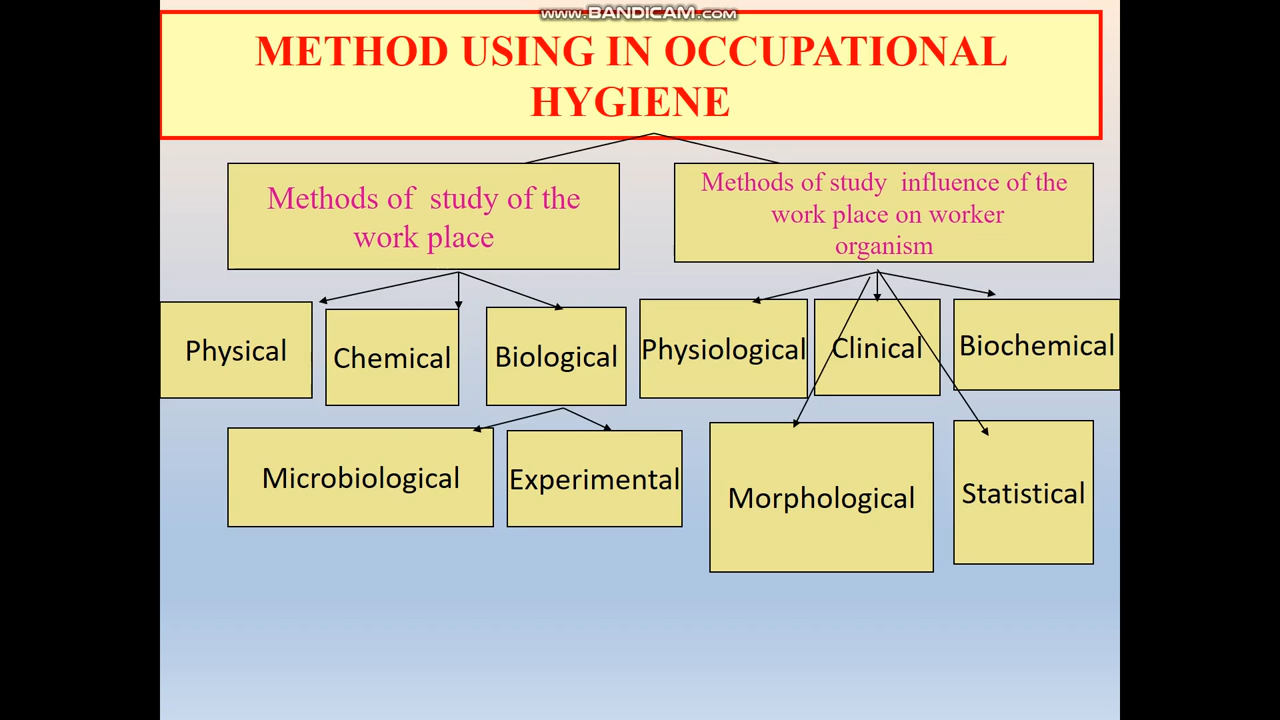 www.BANDICAM.com
METHOD USING IN OCCUPATIONAL
HYGIENE
Methods of study of the
work place
Methods of study influence of the
work place on worker
organism
Physical
Chemical
Biological
Physiological
Clinical
Biochemical
Microbiological
Experimental
Morphological
Statistical